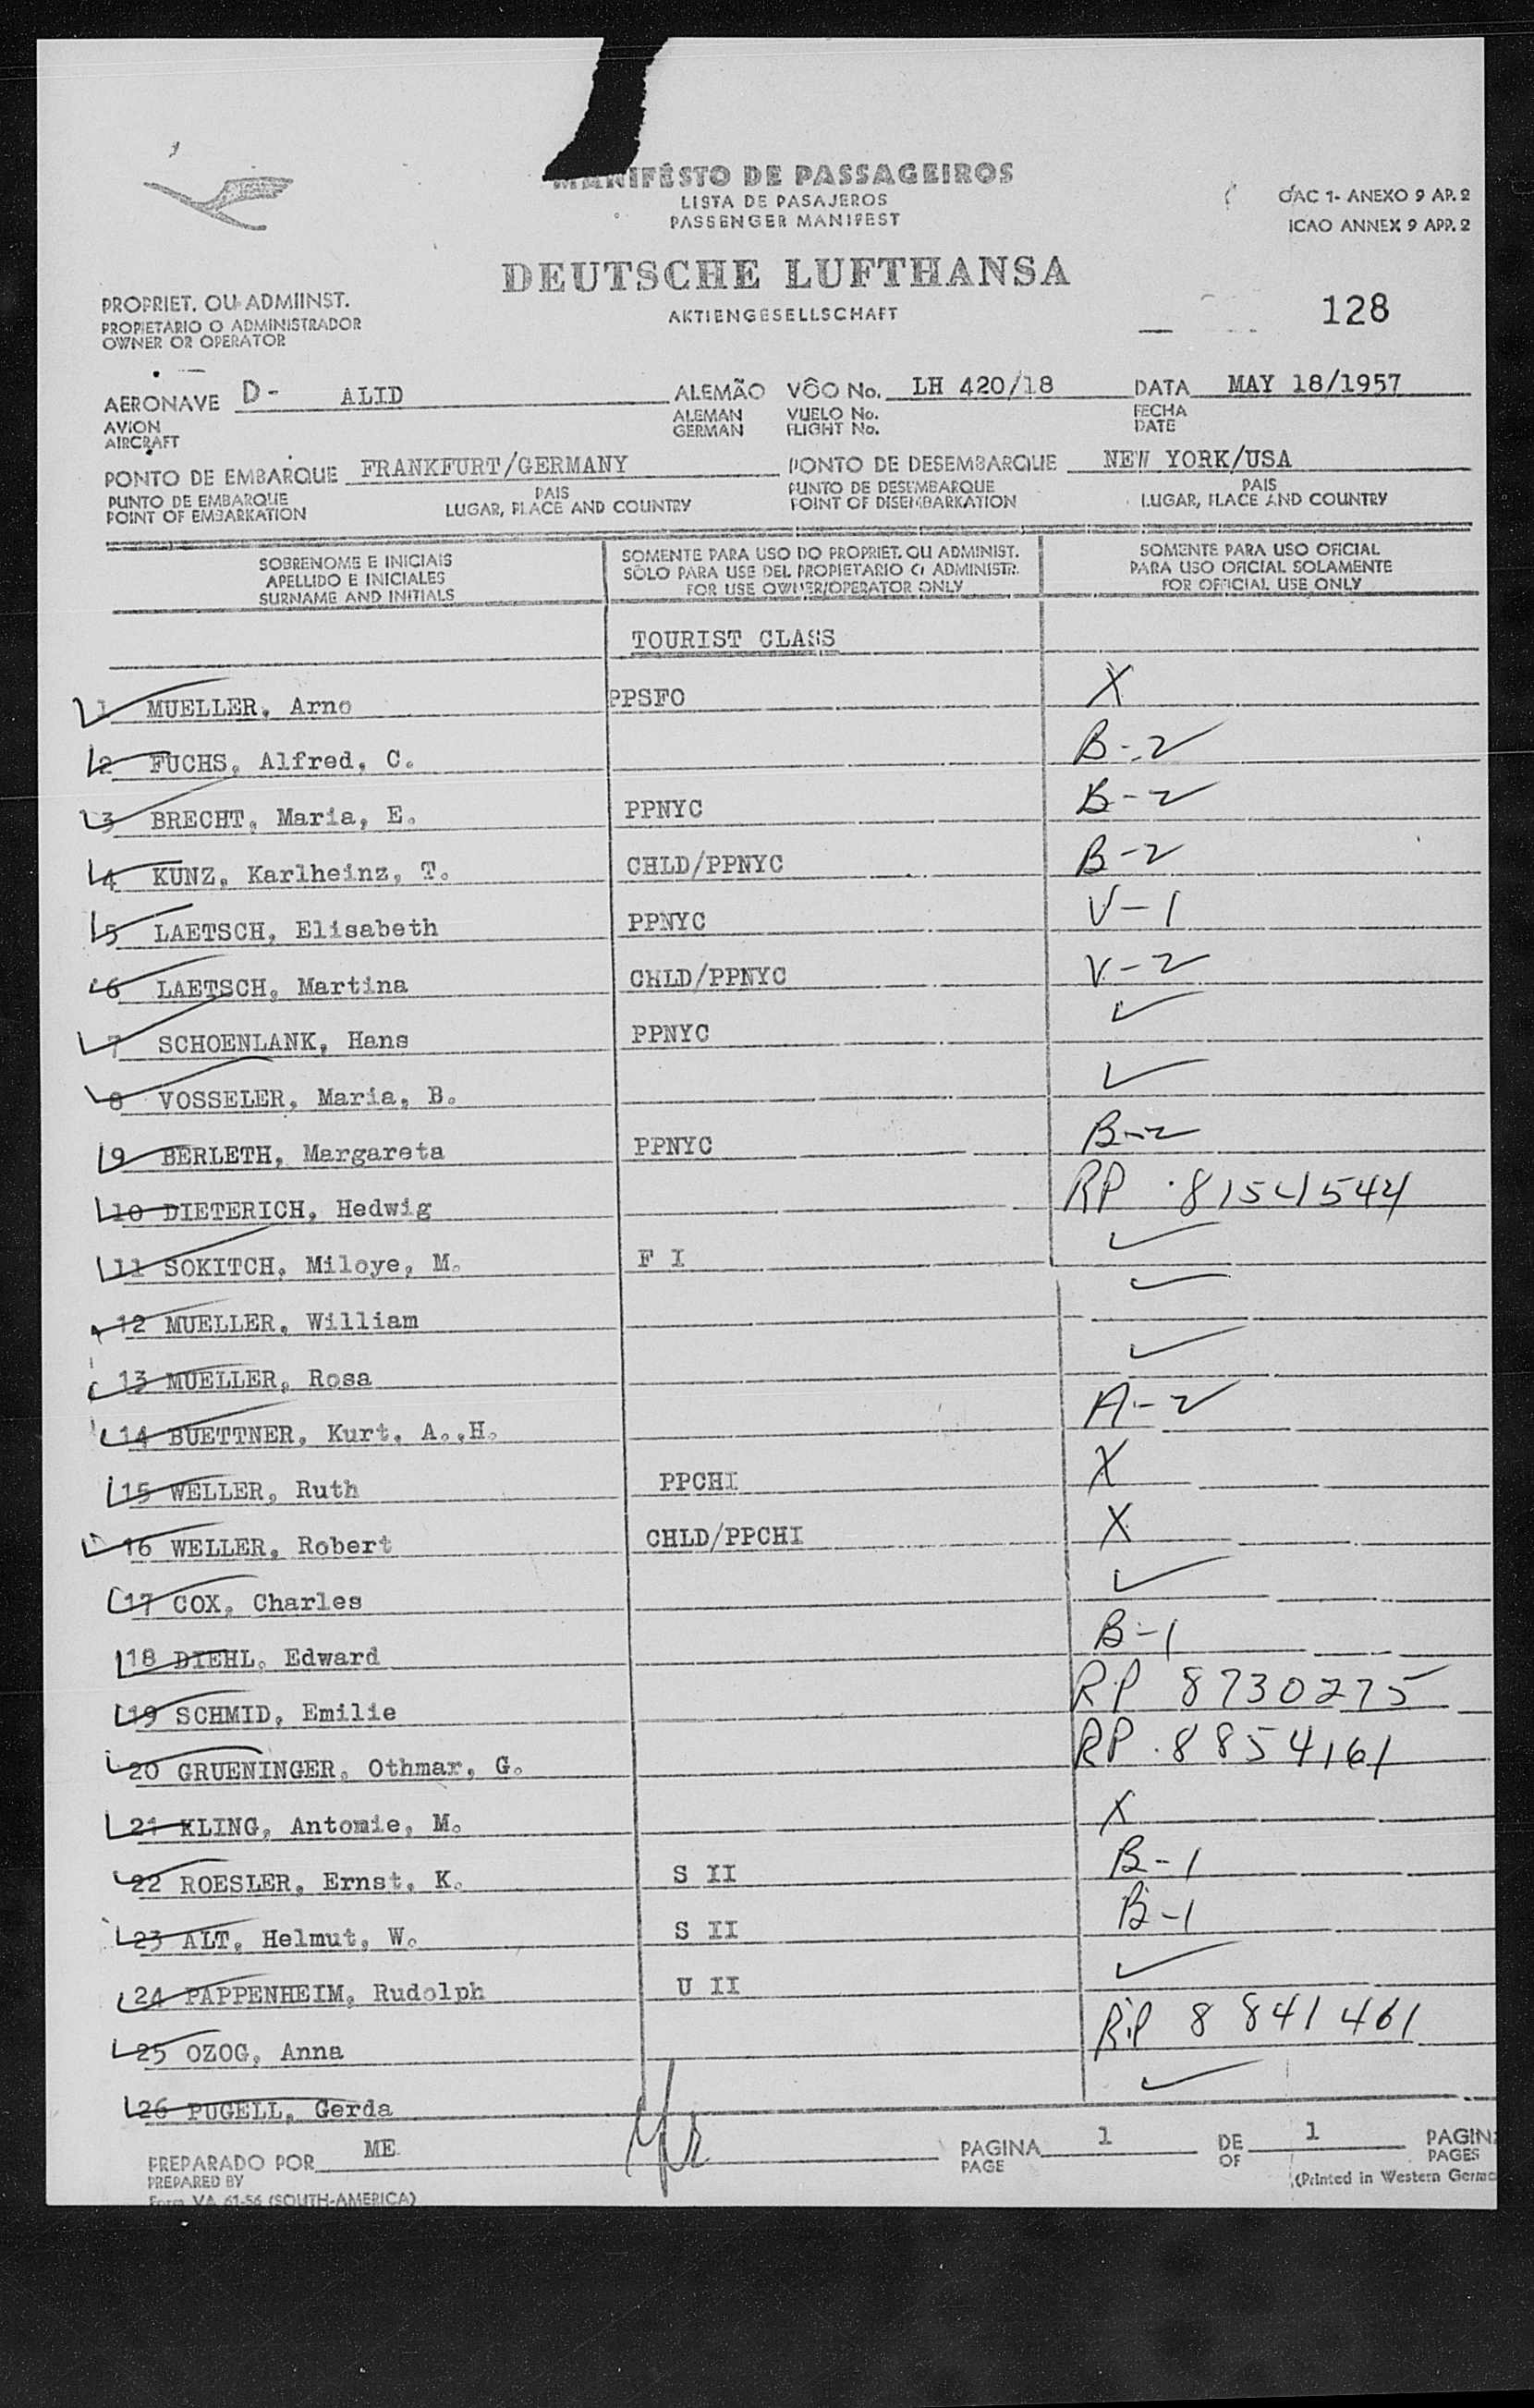 MANIFÊSTO DE PASSAGEIROS
LISTA DE PASAJEROS
PASSENGER MANIFEST
OAC 1- ANEXO 9 AP. 2
ICAO ANNEX 9 APP. 2
DEUTSCHE LUFTHANSA
AKTIENGESELLSCHAFT
128
PROPRIET. OU ADMIINST.
PROPIETARIO O ADMINISTRADOR
OWNER OR OPERATOR
AERONAVE D- ALID ALEMÃO VÔO No. LH 420/18 DATA MAY 18/1957
AVION ALEMAN VUELO No. FECHA
AIRCRAFT GERMAN FLIGHT No. DATE
PONTO DE EMBARQUE FRANKFURT/GERMANY PONTO DE DESEMBARQUE NEW YORK/USA
PUNTO DE EMBARQUE PAIS PUNTO DE DESEMBARQUE PAIS
POINT OF EMBARKATION LUGAR, PLACE AND COUNTRY POINT OF DISEMBARKATION LUGAR, PLACE AND COUNTRY
SOBRENOME E INICIAIS SOMENTE PARA USO DO PROPRIET. OU ADMINIST. SOMENTE PARA USO OFICIAL
APELLIDO E INICIALES SÓLO PARA USE DEL PROPIETARIO O ADMINISTR. PARA USO OFICIAL SOLAMENTE
SURNAME AND INITIALS FOR USE OWNER/OPERATOR ONLY FOR OFFICIAL USE ONLY
TOURIST CLASS
1 MUELLER, Arno PPSFO X
2 FUCHS, Alfred, C. B-2
3 BRECHT, Maria, E. PPNYC B-2
4 KUNZ, Karlheinz, T. CHLD/PPNYC B-2
5 LAETSCH, Elisabeth PPNYC V-1
6 LAETSCH, Martina CHLD/PPNYC V-2
7 SCHOENLANK, Hans PPNYC ✓
8 VOSSELER, Maria, B. ✓
9 BERLETH, Margareta PPNYC B-2
10 DIETERICH, Hedwig RP 8154544
11 SOKITCH, Miloye, M. F I ✓
12 MUELLER, William ✓
13 MUELLER, Rosa ✓
14 BUETTNER, Kurt, A.,H. A-2
15 WELLER, Ruth PPCHI X
16 WELLER, Robert CHLD/PPCHI X
17 COX, Charles ✓
18 DIEHL, Edward B-1
19 SCHMID, Emilie RP 8730275
20 GRUENINGER, Othmar, G. RP 8854161
21 KLING, Antomie, M. X
22 ROESLER, Ernst, K. S II B-1
23 ALT, Helmut, W. S II B-1
24 PAPPENHEIM, Rudolph U II ✓
25 OZOG, Anna RP 8841461
26 PUGELL, Gerda ✓
PREPARADO POR ME PAGINA 1 DE 1 PAGIN
PREPARED BY PAGE OF PAGES
(Printed in Western Germa
Form VA 61-56 (SOUTH-AMERICA)